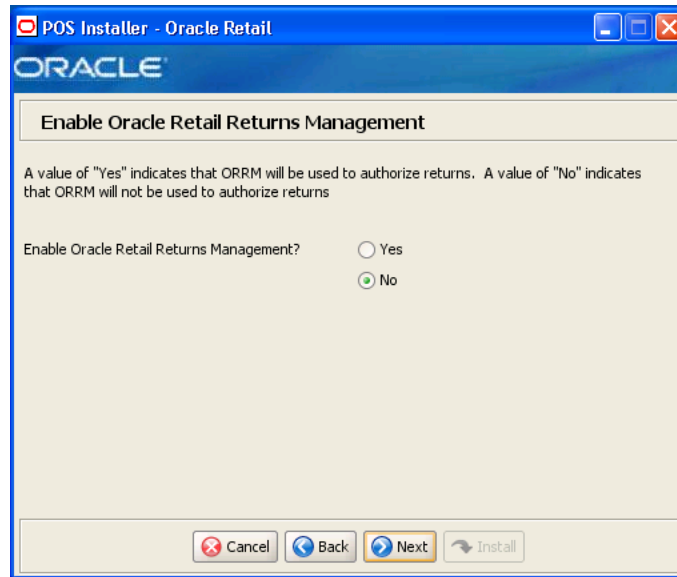 POS Installer - Oracle Retail
ORACLE
Enable Oracle Retail Returns Management
A value of "Yes" indicates that ORRM will be used to authorize returns. A value of "No" indicates
that ORRM will not be used to authorize returns
Enable Oracle Retail Returns Management?
Yes
No
Cancel
Back
Next
Install